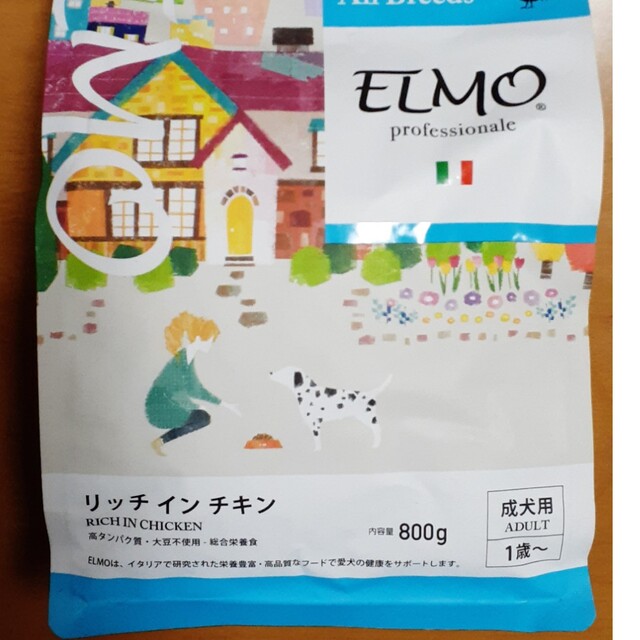 All Breeds
ELMO®
professionale
MO
リッチ イン チキン
RICH IN CHICKEN
高タンパク質・大豆不使用 - 総合栄養食
内容量 800g
成犬用
ADULT
1歳～
ELMOは、イタリアで研究された栄養豊富・高品質なフードで愛犬の健康をサポートします。